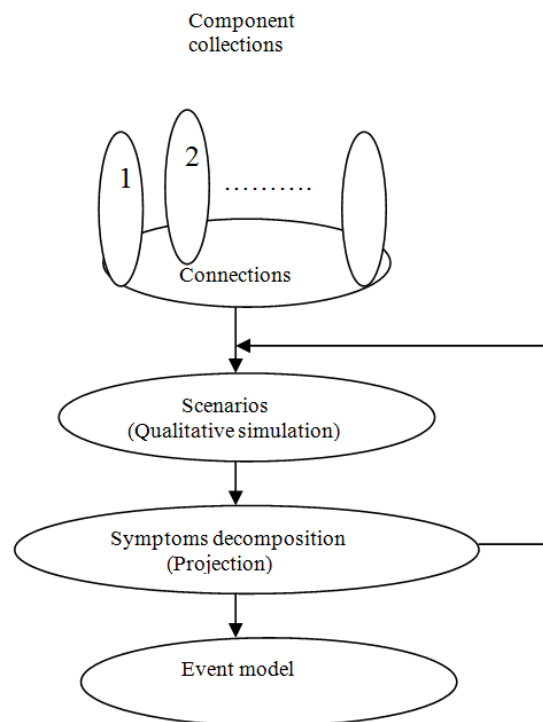 Component
collections
1
2
..........
Connections
Scenarios
(Qualitative simulation)
Symptoms decomposition
(Projection)
Event model